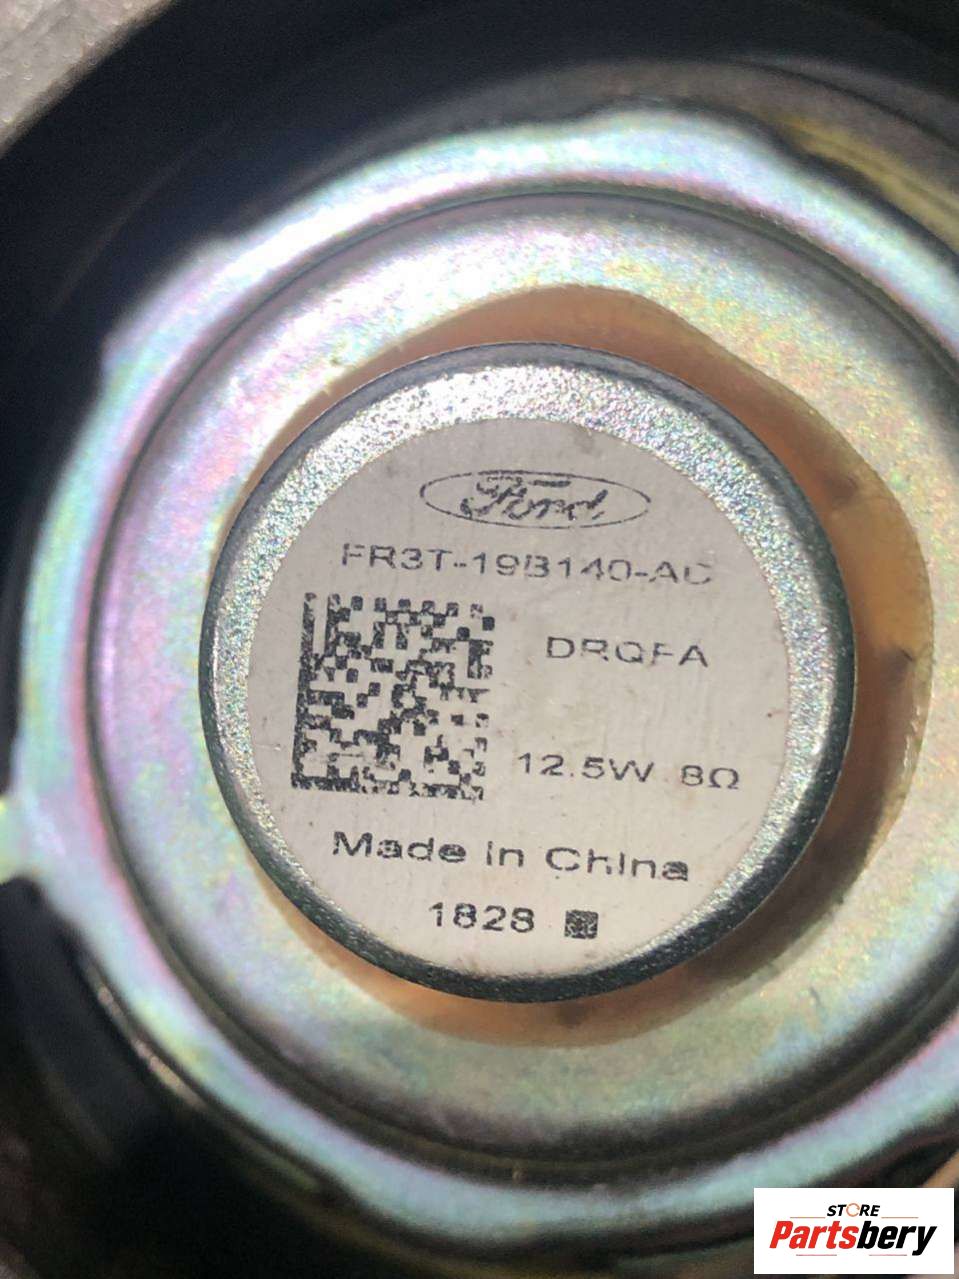 Ford
FR3T-19B140-AC
DRQFA
12.5W 8Ω
Made in China
1828
STORE
Partsbery